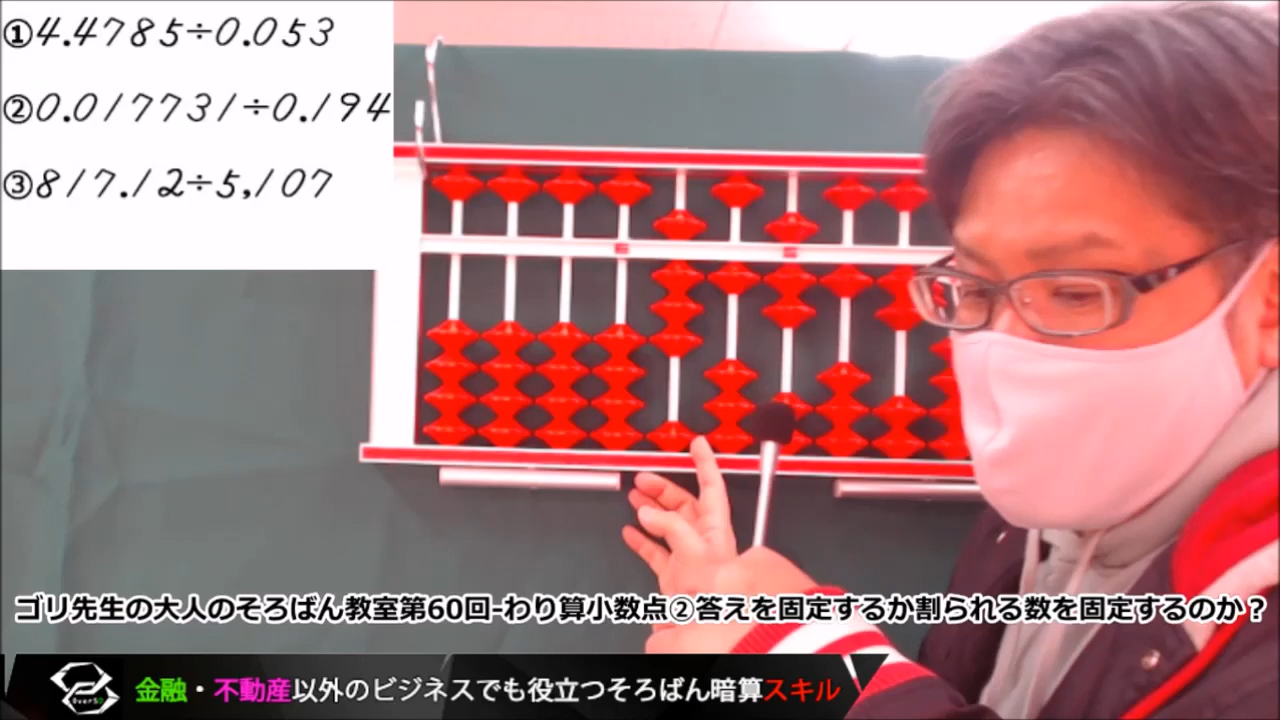 ①4.4785÷0.053
②0.017731÷0.194
③817.12÷5,107
ゴリ先生の大人のそろばん教室第60回-わり算小数点②答えを固定するか割られる数を固定するのか？
Over50
金融・不動産以外のビジネスでも役立つそろばん暗算スキル